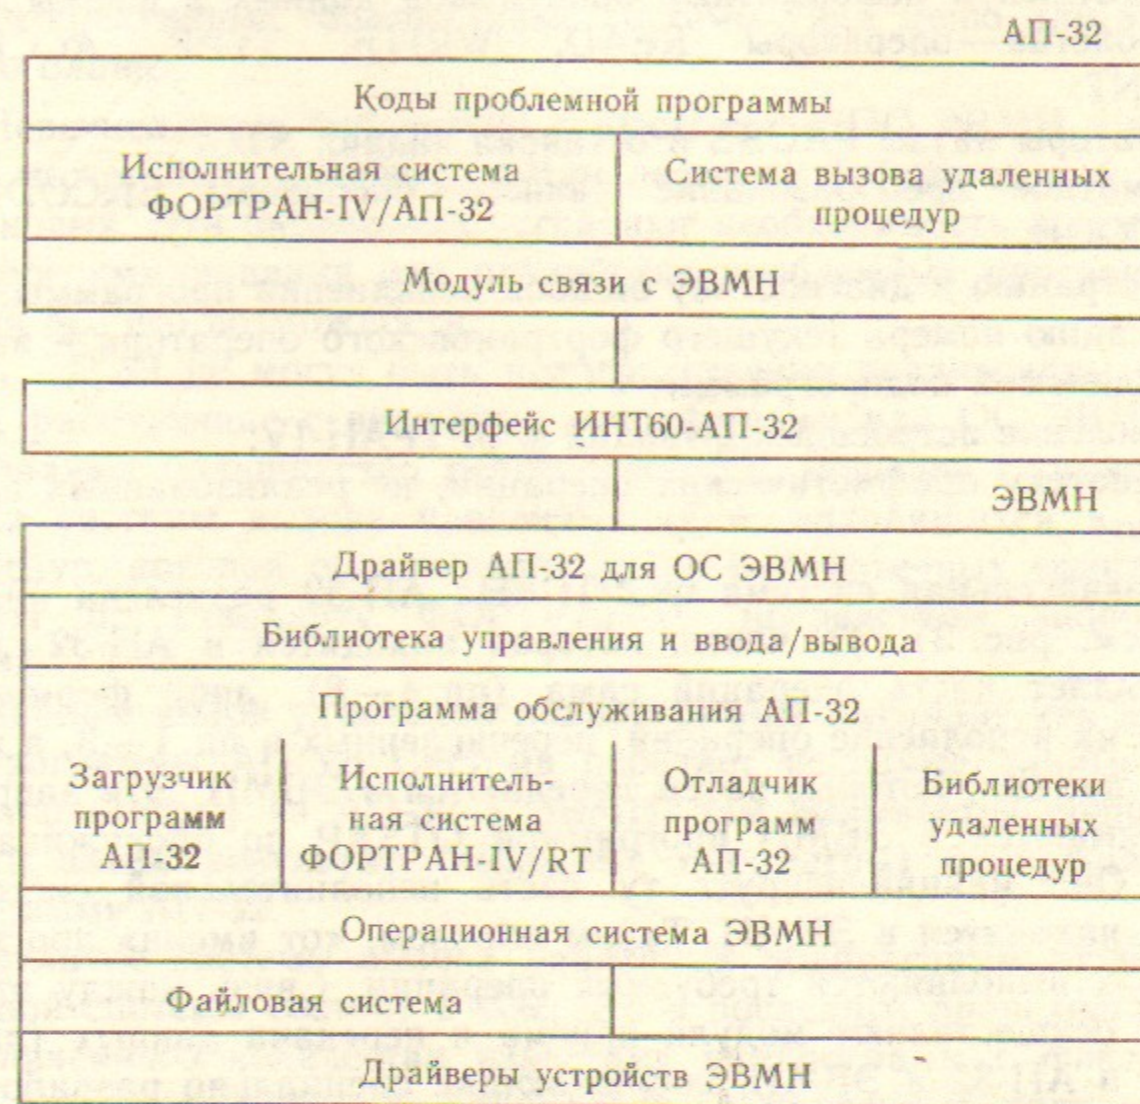 АП-32
Коды проблемной программы
Исполнительная система
ФОРТРАН-IV/АП-32
Система вызова удаленных
процедур
Модуль связи с ЭВМН
Интерфейс ИНТ60-АП-32
ЭВМН
Драйвер АП-32 для ОС ЭВМН
Библиотека управления и ввода/вывода
Программа обслуживания АП-32
Загрузчик
программ
АП-32
Исполнитель-
ная система
ФОРТРАН-IV/RT
Отладчик
программ
АП-32
Библиотеки
удаленных
процедур
Операционная система ЭВМН
Файловая система
Драйверы устройств ЭВМН